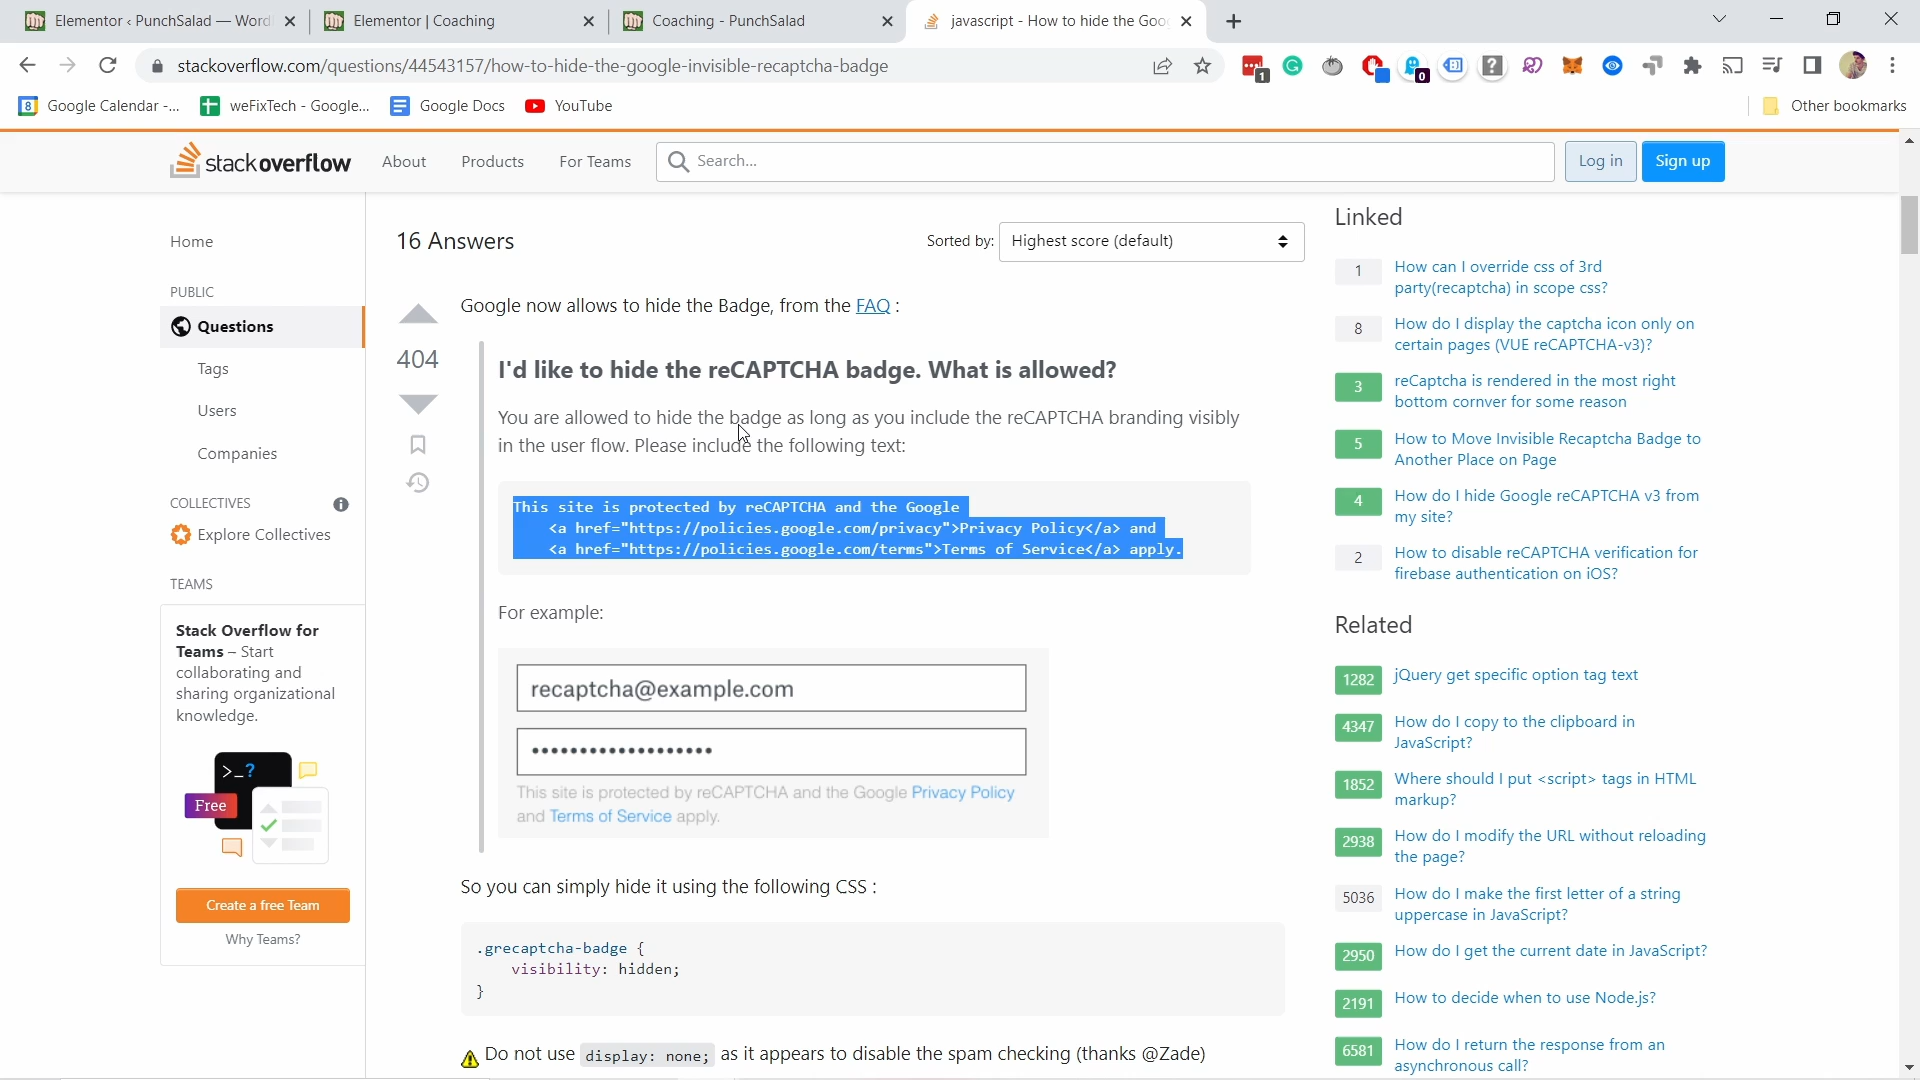 Elementor ‹ PunchSalad — Word
Elementor | Coaching
Coaching - PunchSalad
javascript - How to hide the Goo
stackoverflow.com/questions/44543157/how-to-hide-the-google-invisible-recaptcha-badge
1
0
8 Google Calendar -...
weFixTech - Google...
Google Docs
YouTube
Other bookmarks
stackoverflow
About
Products
For Teams
Search...
Log in
Sign up
Home
PUBLIC
Questions
Tags
Users
Companies
COLLECTIVES
Explore Collectives
TEAMS
Stack Overflow for
Teams – Start
collaborating and
sharing organizational
knowledge.
>_?
Free
Create a free Team
Why Teams?
16 Answers
Sorted by:
Highest score (default)
404
Google now allows to hide the Badge, from the FAQ :
I'd like to hide the reCAPTCHA badge. What is allowed?
You are allowed to hide the badge as long as you include the reCAPTCHA branding visibly
in the user flow. Please include the following text:
This site is protected by reCAPTCHA and the Google
<a href="https://policies.google.com/privacy">Privacy Policy</a> and
<a href="https://policies.google.com/terms">Terms of Service</a> apply.
For example:
recaptcha@example.com
This site is protected by reCAPTCHA and the Google Privacy Policy
and Terms of Service apply.
So you can simply hide it using the following CSS :
.grecaptcha-badge {
visibility: hidden;
}
Do not use display: none; as it appears to disable the spam checking (thanks @Zade)
Linked
1 How can I override css of 3rd
party(recaptcha) in scope css?
8 How do I display the captcha icon only on
certain pages (VUE reCAPTCHA-v3)?
3 reCaptcha is rendered in the most right
bottom cornver for some reason
5 How to Move Invisible Recaptcha Badge to
Another Place on Page
4 How do I hide Google reCAPTCHA v3 from
my site?
2 How to disable reCAPTCHA verification for
firebase authentication on iOS?
Related
1282 jQuery get specific option tag text
4347 How do I copy to the clipboard in
JavaScript?
1852 Where should I put <script> tags in HTML
markup?
2938 How do I modify the URL without reloading
the page?
5036 How do I make the first letter of a string
uppercase in JavaScript?
2950 How do I get the current date in JavaScript?
2191 How to decide when to use Node.js?
6581 How do I return the response from an
asynchronous call?